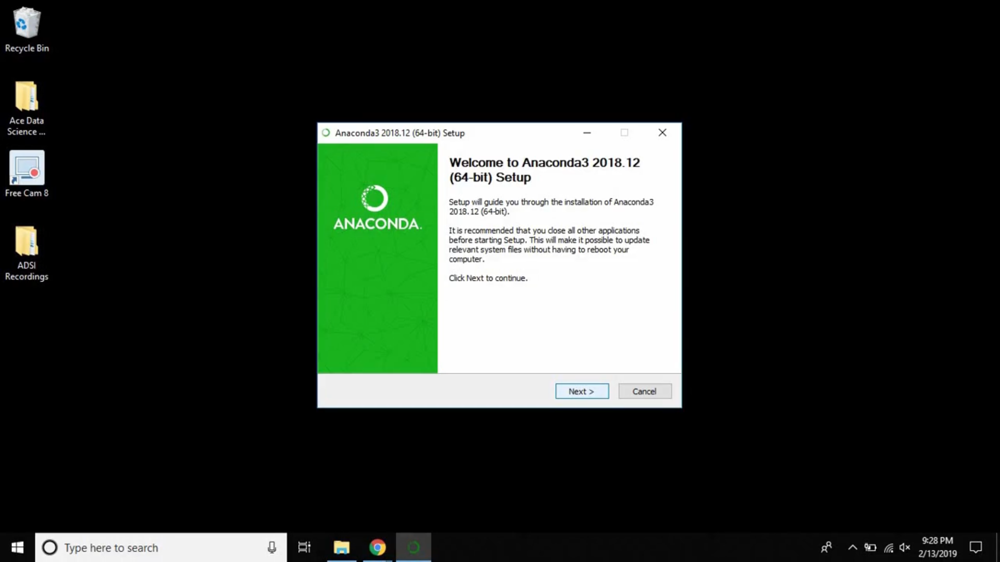 Recycle Bin
Ace Data
Science ...
Free Cam 8
ADSI
Recordings
Anaconda3 2018.12 (64-bit) Setup
ANACONDA.
Welcome to Anaconda3 2018.12
(64-bit) Setup
Setup will guide you through the installation of Anaconda3
2018.12 (64-bit).
It is recommended that you close all other applications
before starting Setup. This will make it possible to update
relevant system files without having to reboot your
computer.
Click Next to continue.
Next >
Cancel
Type here to search
9:28 PM
2/13/2019